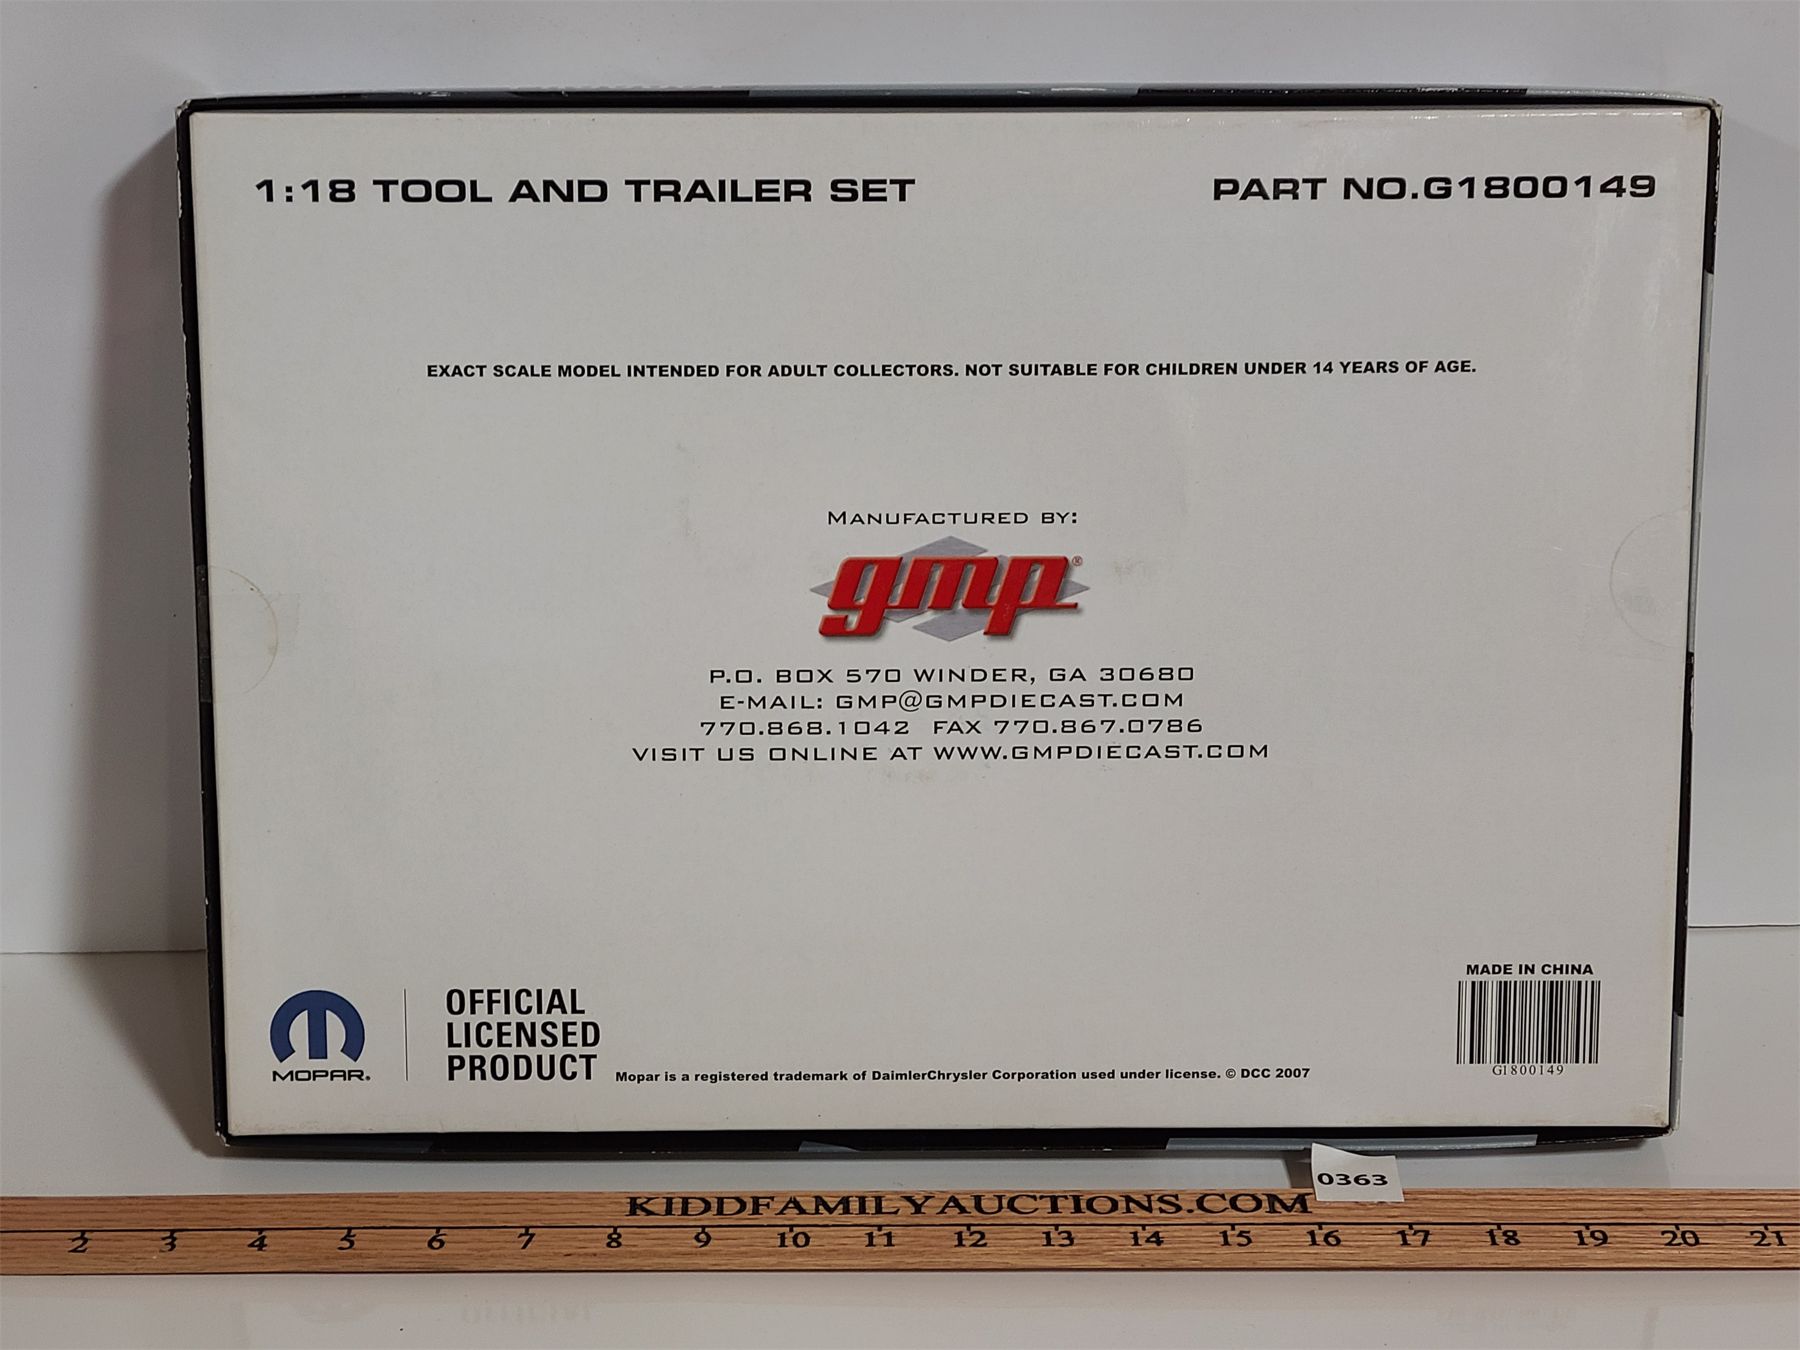 1:18 TOOL AND TRAILER SET
PART NO.G1800149
EXACT SCALE MODEL INTENDED FOR ADULT COLLECTORS. NOT SUITABLE FOR CHILDREN UNDER 14 YEARS OF AGE.
MANUFACTURED BY:
gmp®
P.O. BOX 570 WINDER, GA 30680
E-MAIL: GMP@GMPDIECAST.COM
770.868.1042 FAX 770.867.0786
VISIT US ONLINE AT WWW.GMPDIECAST.COM
MADE IN CHINA
G1800149
MOPAR.
OFFICIAL
LICENSED
PRODUCT
Mopar is a registered trademark of DaimlerChrysler Corporation used under license. © DCC 2007
0363
KIDDFAMILYAUCTIONS.COM
2 3 4 5 6 7 8 9 10 11 12 13 14 15 16 17 18 19 20 21